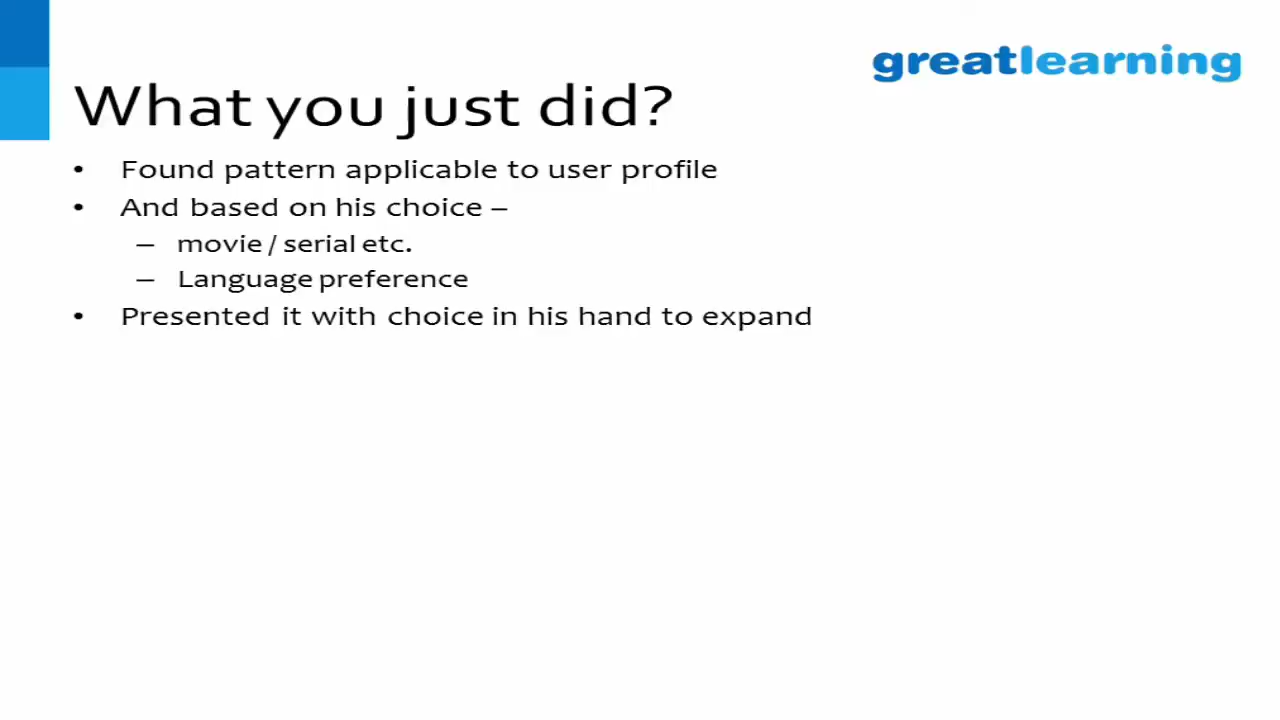 greatlearning
What you just did?
• Found pattern applicable to user profile
• And based on his choice –
– movie / serial etc.
– Language preference
• Presented it with choice in his hand to expand